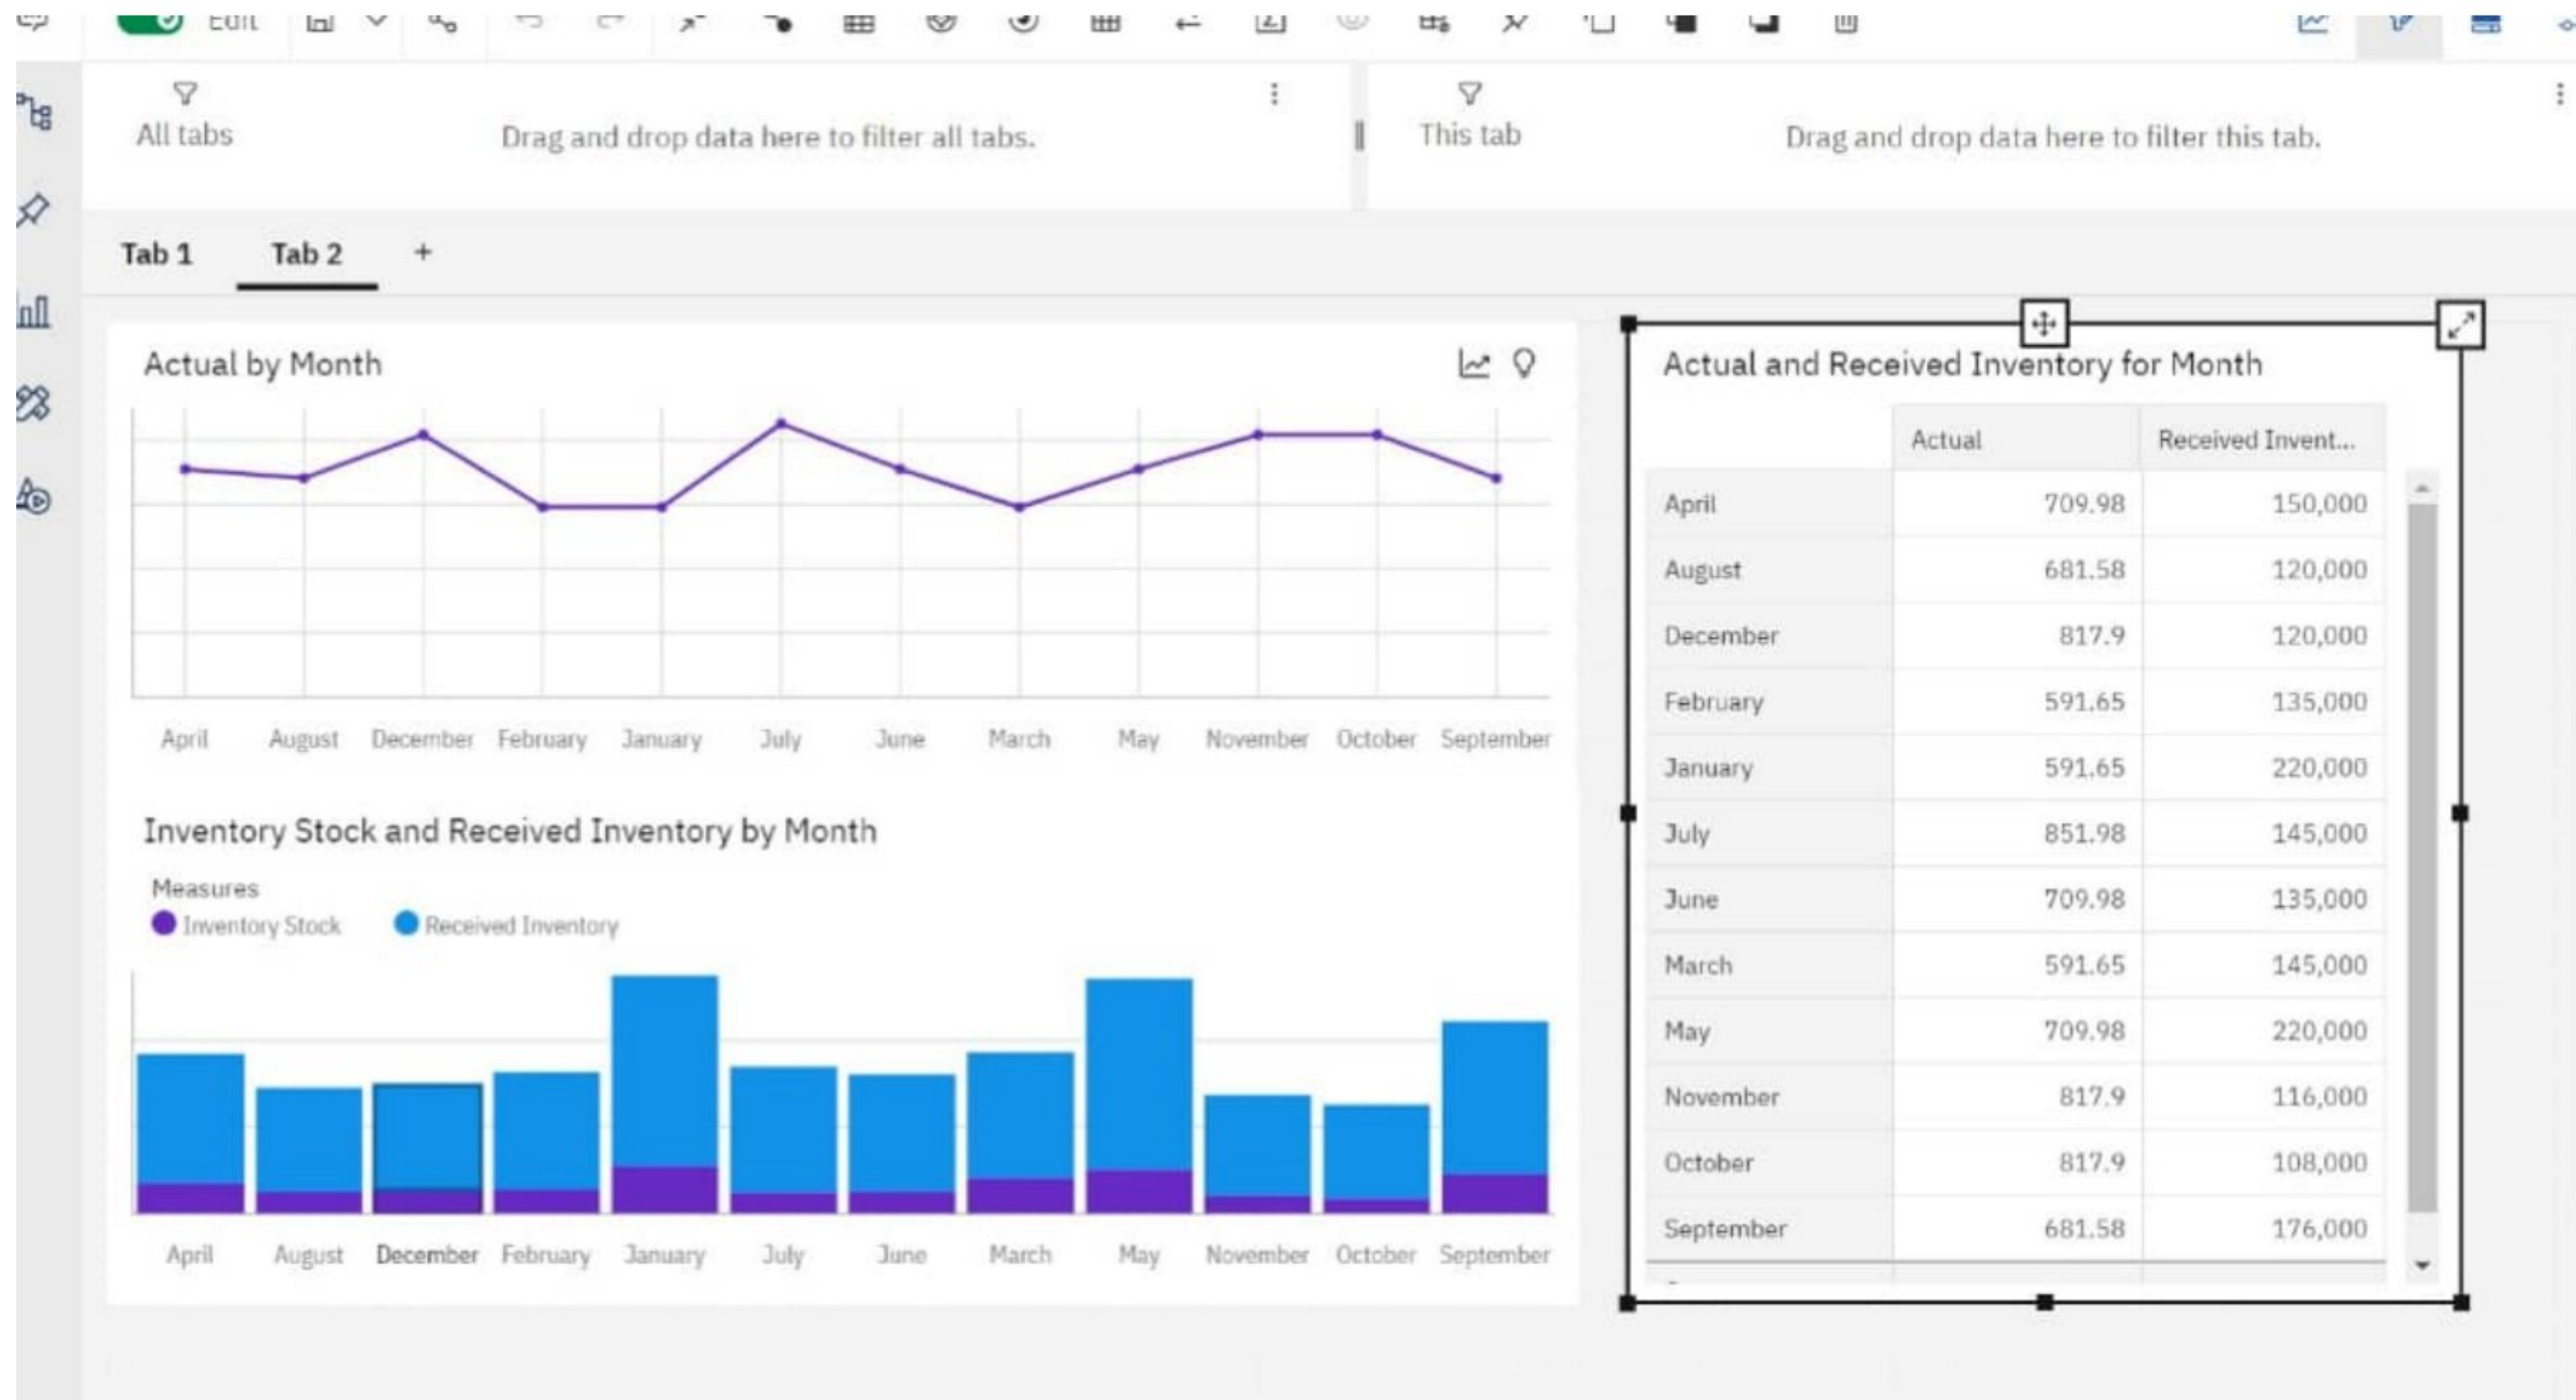 Edit
All tabs
Drag and drop data here to filter all tabs.
This tab
Drag and drop data here to filter this tab.
Tab 1
Tab 2
+
Actual by Month
April August December February January July June March May November October September
Inventory Stock and Received Inventory by Month
Measures
Inventory Stock Received Inventory
April August December February January July June March May November October September
Actual and Received Inventory for Month
Actual Received Invent...
April 709.98 150,000
August 681.58 120,000
December 817.9 120,000
February 591.65 135,000
January 591.65 220,000
July 851.98 145,000
June 709.98 135,000
March 591.65 145,000
May 709.98 220,000
November 817.9 116,000
October 817.9 108,000
September 681.58 176,000